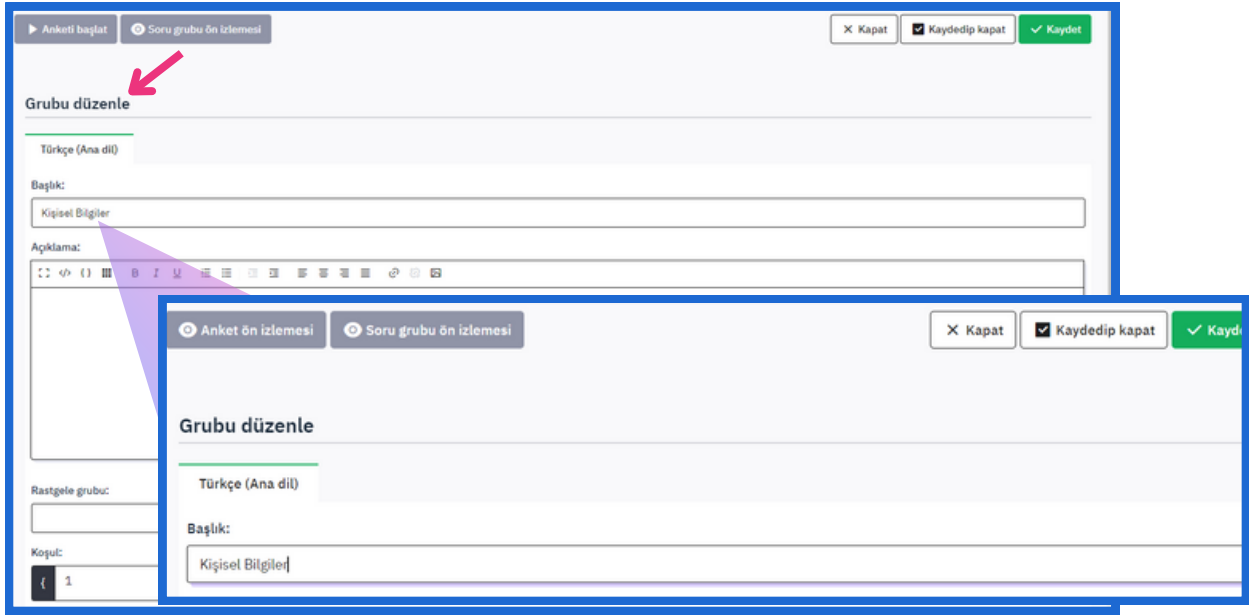 Anketi başlat Soru grubu ön izlemesi Kapat Kaydedip kapat Kaydet
Grubu düzenle
Türkçe (Ana dil)
Başlık:
Kişisel Bilgiler
Açıklama:
B I U
Rastgele grubu:
Koşul:
{ 1
Anket ön izlemesi Soru grubu ön izlemesi Kapat Kaydedip kapat Kayd
Grubu düzenle
Türkçe (Ana dil)
Başlık:
Kişisel Bilgiler